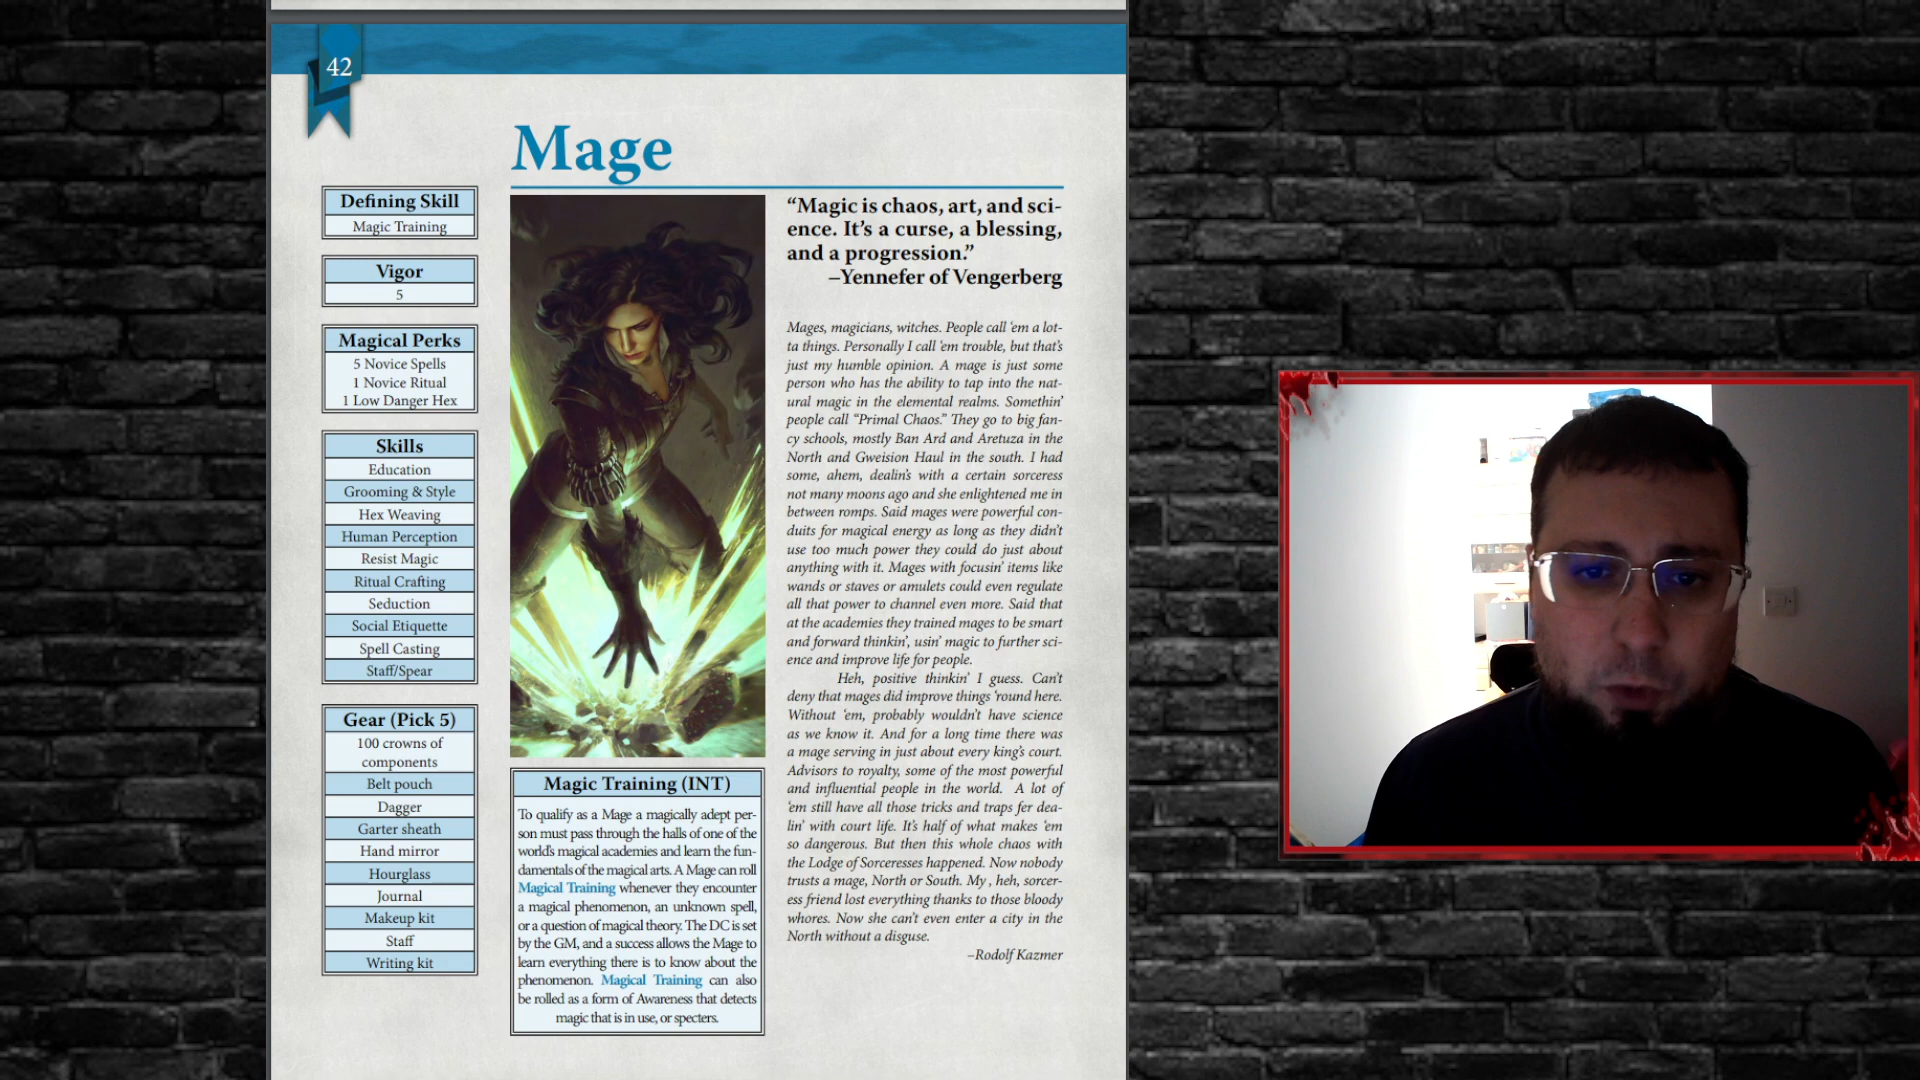 42
Mage
Defining Skill
Magic Training
Vigor
5
Magical Perks
5 Novice Spells
1 Novice Ritual
1 Low Danger Hex
Skills
Education
Grooming & Style
Hex Weaving
Human Perception
Resist Magic
Ritual Crafting
Seduction
Social Etiquette
Spell Casting
Staff/Spear
Gear (Pick 5)
100 crowns of
components
Belt pouch
Dagger
Garter sheath
Hand mirror
Hourglass
Journal
Makeup kit
Staff
Writing kit
Magic Training (INT)
To qualify as a Mage a magically adept per-
son must pass through the halls of one of the
world's magical academies and learn the fun-
damentals of the magical arts. A Mage can roll
Magical Training whenever they encounter
a magical phenomenon, an unknown spell,
or a question of magical theory. The DC is set
by the GM, and a success allows the Mage to
learn everything there is to know about the
phenomenon. Magical Training can also
be rolled as a form of Awareness that detects
magic that is in use, or specters.
“Magic is chaos, art, and sci-
ence. It’s a curse, a blessing,
and a progression.”
–Yennefer of Vengerberg
Mages, magicians, witches. People call ‘em a lot-
ta things. Personally I call ‘em trouble, but that’s
just my humble opinion. A mage is just some
person who has the ability to tap into the nat-
ural magic in the elemental realms. Somethin’
people call “Primal Chaos.” They go to big fan-
cy schools, mostly Ban Ard and Aretuza in the
North and Gweision Haul in the south. I had
some, ahem, dealin’s with a certain sorceress
not many moons ago and she enlightened me in
between romps. Said mages were powerful con-
duits for magical energy as long as they didn’t
use too much power they could do just about
anything with it. Mages with focusin’ items like
wands or staves or amulets could even regulate
all that power to channel even more. Said that
at the academies they trained mages to be smart
and forward thinkin’, usin’ magic to further sci-
ence and improve life for people.
Heh, positive thinkin’ I guess. Can’t
deny that mages did improve things ‘round here.
Without ‘em, probably wouldn’t have science
as we know it. And for a long time there was
a mage serving in just about every king’s court.
Advisors to royalty, some of the most powerful
and influential people in the world. A lot of
‘em still have all those tricks and traps fer dea-
lin’ with court life. It’s half of what makes ‘em
so dangerous. But then this whole chaos with
the Lodge of Sorceresses happened. Now nobody
trusts a mage, North or South. My , heh, sorcer-
ess friend lost everything thanks to those bloody
whores. Now she can’t even enter a city in the
North without a disguse.
–Rodolf Kazmer